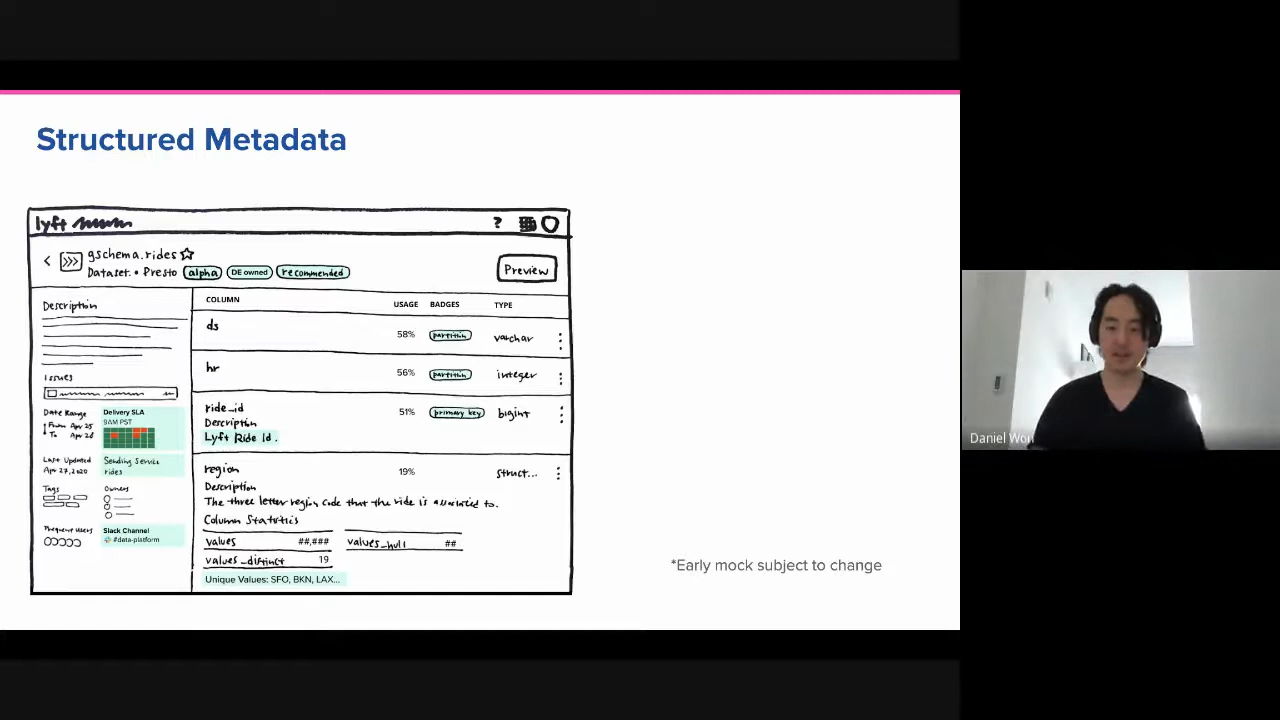 Structured Metadata
lyft
?
gschema.rides
Dataset • Presto alpha DE owned recommended
Preview
Description
Issues
Date Range
From Apr 25
To Apr 26
Delivery SLA
9AM PST
Last Updated
Apr 27, 2020
Sending Service
rides
Tags
Owners
Frequent Users
Slack Channel
#data-platform
COLUMN USAGE BADGES TYPE
ds 58% partition varchar
hr 56% partition integer
ride_id 51% primary key bigint
Description
Lyft Ride Id.
region 19% struct...
Description
The three letter region code that the ride is associated to.
Column Statistics
values ##,### values_null ##
values_distinct 19
Unique Values: SFO, BKN, LAX...
*Early mock subject to change
Daniel Won